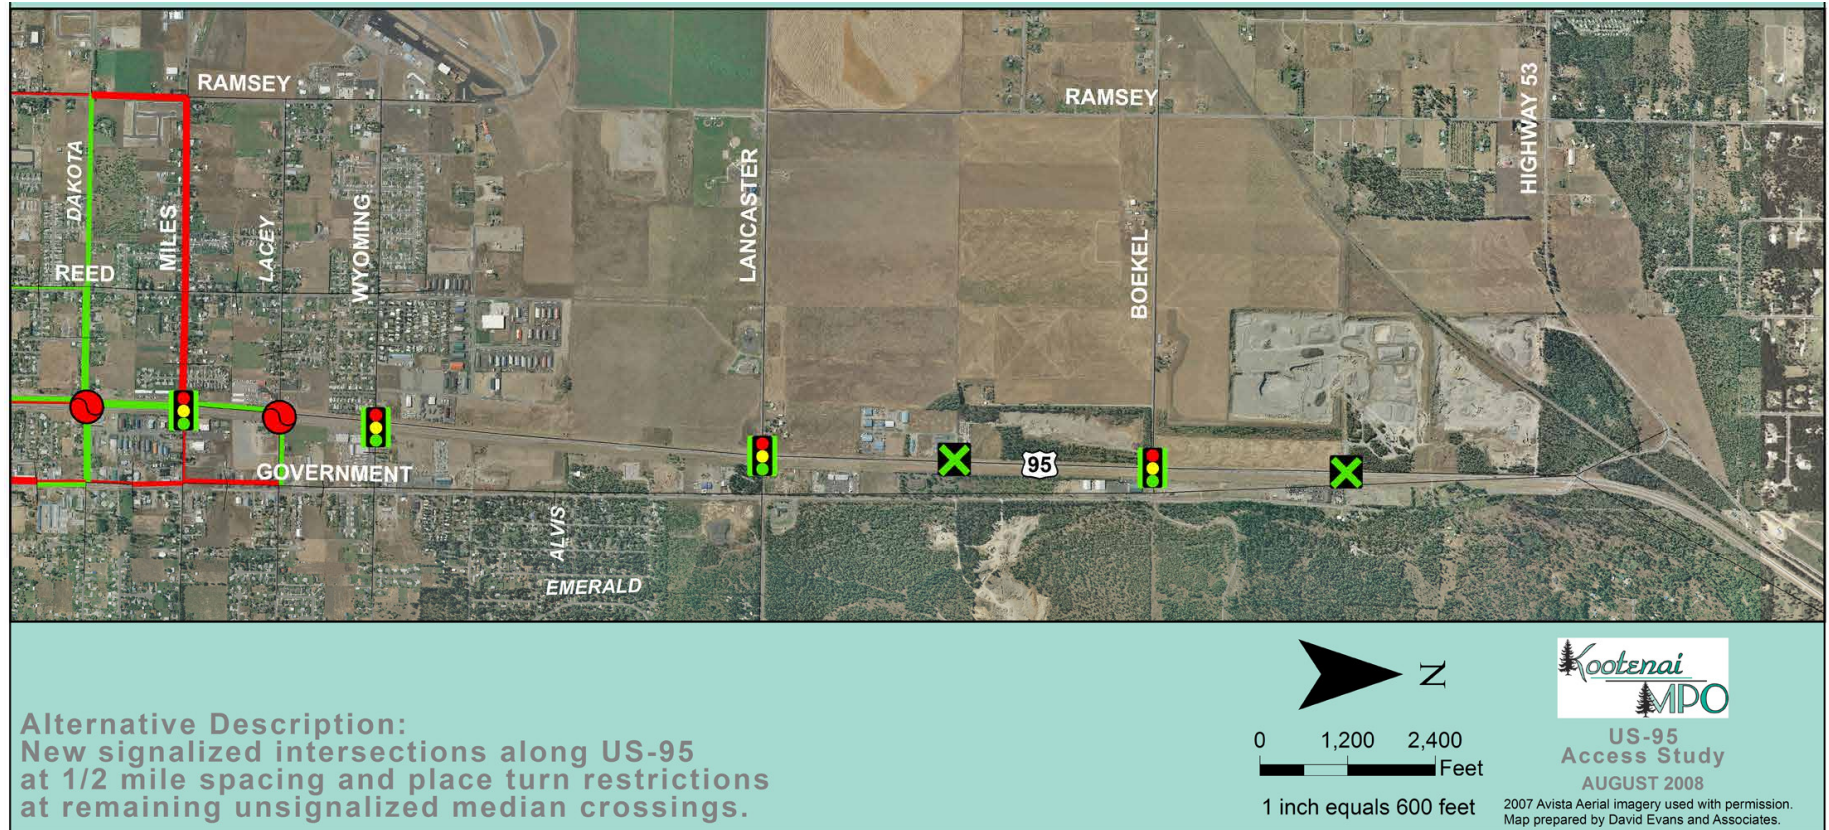 RAMSEY
RAMSEY
HIGHWAY 53
DAKOTA
MILES
LACEY
WYOMING
LANCASTER
BOEKEL
REED
95
GOVERNMENT
ALVIS
EMERALD
N
Alternative Description:
New signalized intersections along US-95
at 1/2 mile spacing and place turn restrictions
at remaining unsignalized median crossings.
0 1,200 2,400
Feet
1 inch equals 600 feet
Kootenai
MPO
US-95
Access Study
AUGUST 2008
2007 Avista Aerial imagery used with permission.
Map prepared by David Evans and Associates.